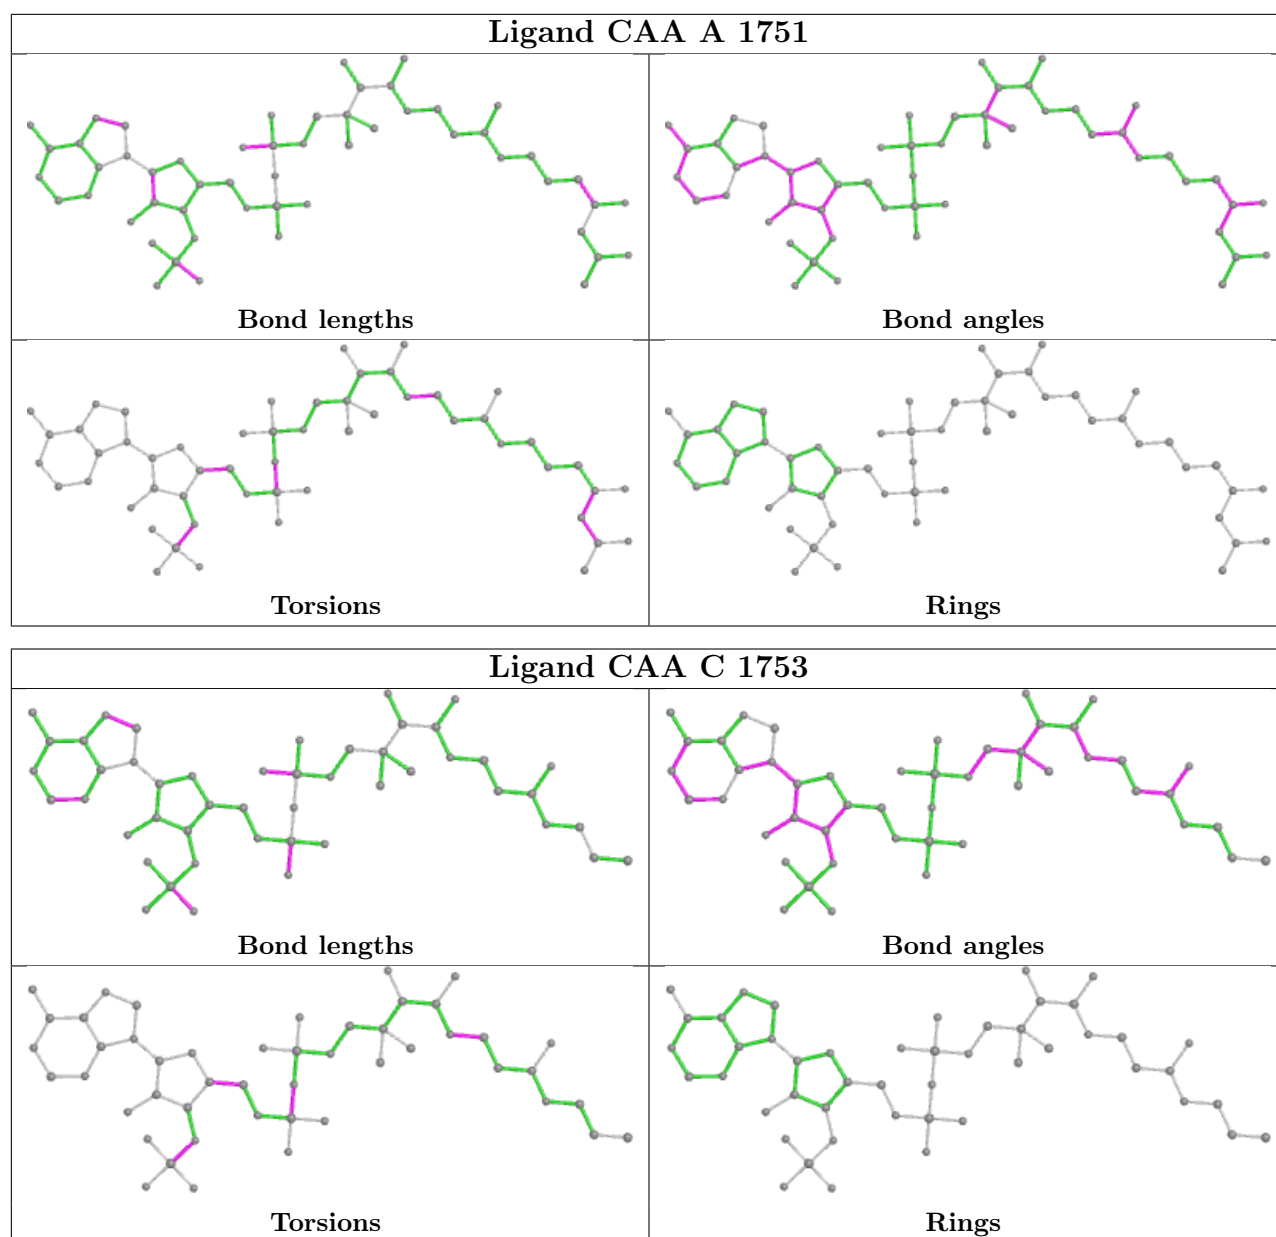 Ligand CAA A 1751
Bond lengths
Bond angles
Torsions
Rings
Ligand CAA C 1753
Bond lengths
Bond angles
Torsions
Rings